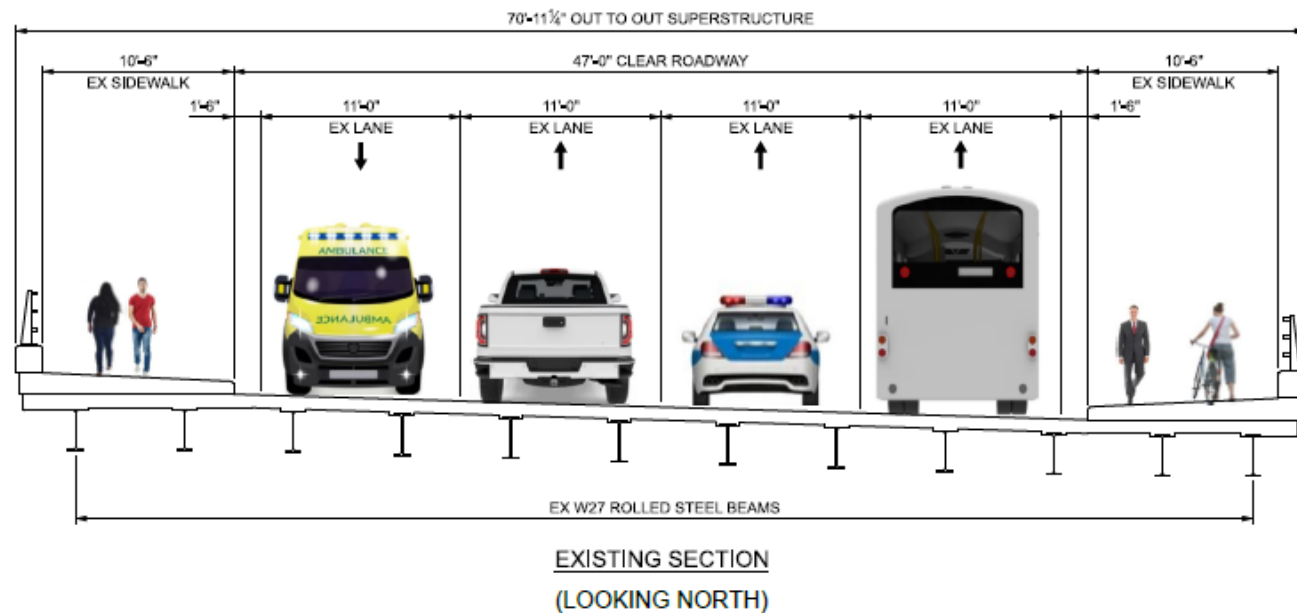 70'-11¼" OUT TO OUT SUPERSTRUCTURE
10'-6" 47'-0" CLEAR ROADWAY 10'-6"
EX SIDEWALK EX SIDEWALK
1'-6" 11'-0" 11'-0" 11'-0" 11'-0" 1'-6"
EX LANE EX LANE EX LANE EX LANE
AMBULANCE
AMBULANCE
EX W27 ROLLED STEEL BEAMS
EXISTING SECTION
(LOOKING NORTH)